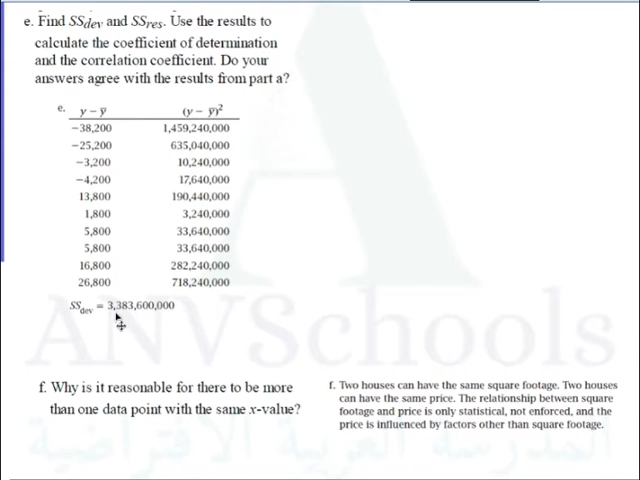 e. Find SSdev and SSres. Use the results to
calculate the coefficient of determination
and the correlation coefficient. Do your
answers agree with the results from part a?
e. y – ȳ (y – ȳ)²
−38,200 1,459,240,000
−25,200 635,040,000
−3,200 10,240,000
−4,200 17,640,000
13,800 190,440,000
1,800 3,240,000
5,800 33,640,000
5,800 33,640,000
16,800 282,240,000
26,800 718,240,000
SSdev = 3,383,600,000
ANVSchools
f. Why is it reasonable for there to be more
than one data point with the same x-value?
f. Two houses can have the same square footage. Two houses
can have the same price. The relationship between square
footage and price is only statistical, not enforced, and the
price is influenced by factors other than square footage.
المدرسة العربية الافتراضية